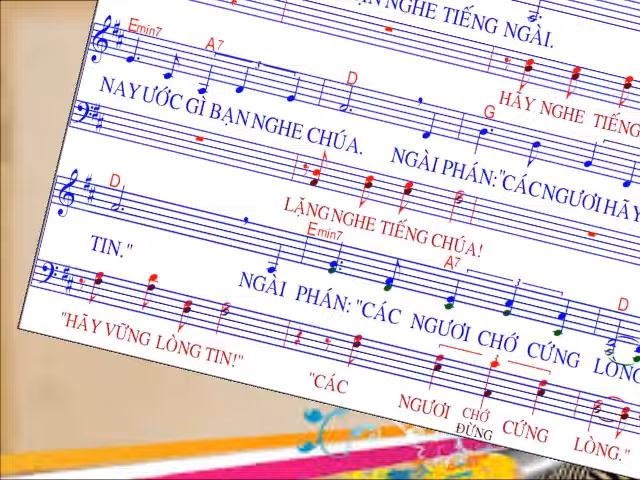 NGHE TIẾNG NGÀI.
Emin7 A7 D G
HÃY NGHE TIẾNG
NAY ƯỚC GÌ BẠN NGHE CHÚA. NGÀI PHÁN: "CÁC NGƯƠI HÃY
LẶNG NGHE TIẾNG CHÚA!
D Emin7 A7 D
3
TIN." NGÀI PHÁN: "CÁC NGƯƠI CHỚ CỨNG LÒNG
3
"HÃY VỮNG LÒNG TIN!" "CÁC NGƯƠI CHỚ CỨNG LÒNG."
ĐỪNG